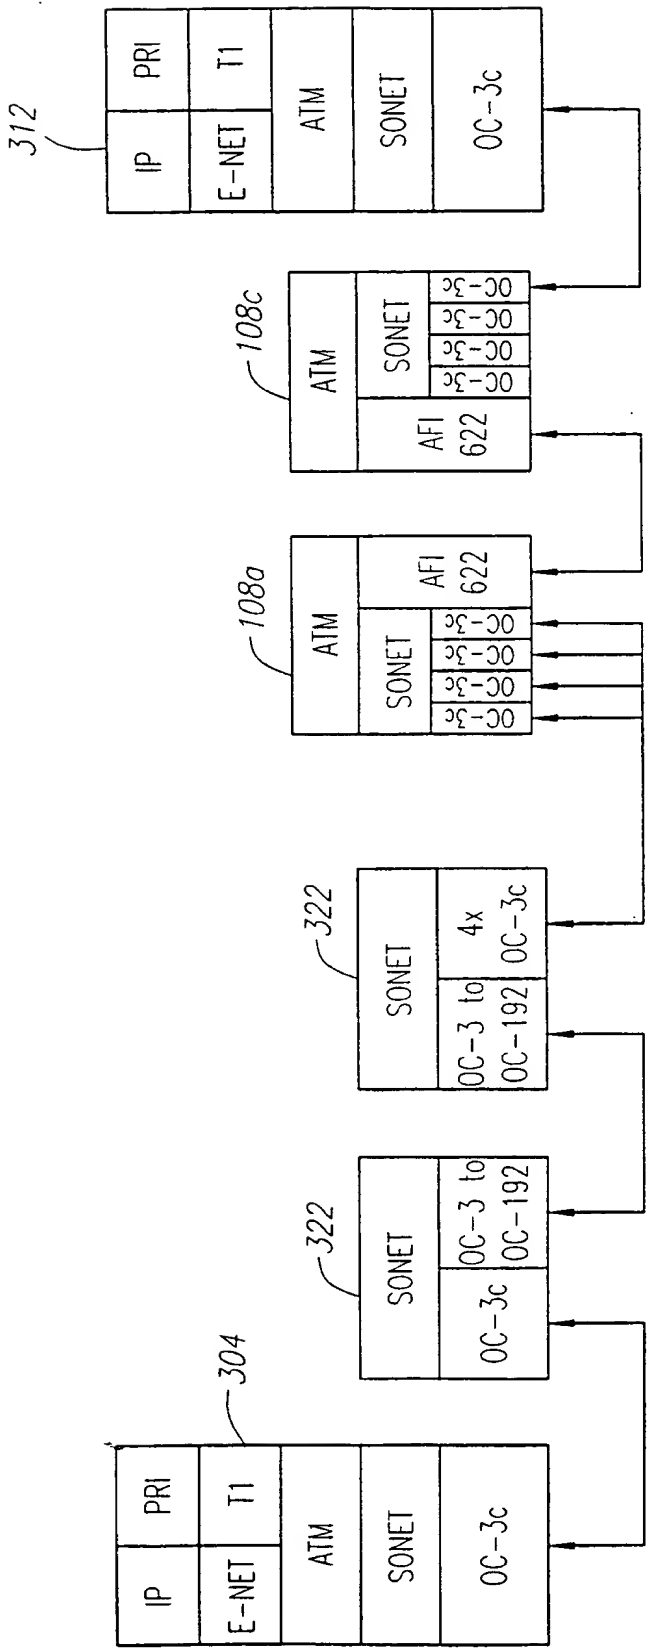 304
IP
PRI
E-NET
T1
ATM
SONET
OC-3c
322
SONET
OC-3c
OC-3 to
OC-192
322
SONET
OC-3 to
OC-192
4x
OC-3c
108a
ATM
SONET
AFI
622
OC-3c
OC-3c
OC-3c
OC-3c
108c
ATM
AFI
622
SONET
OC-3c
OC-3c
OC-3c
OC-3c
312
IP
PRI
E-NET
T1
ATM
SONET
OC-3c